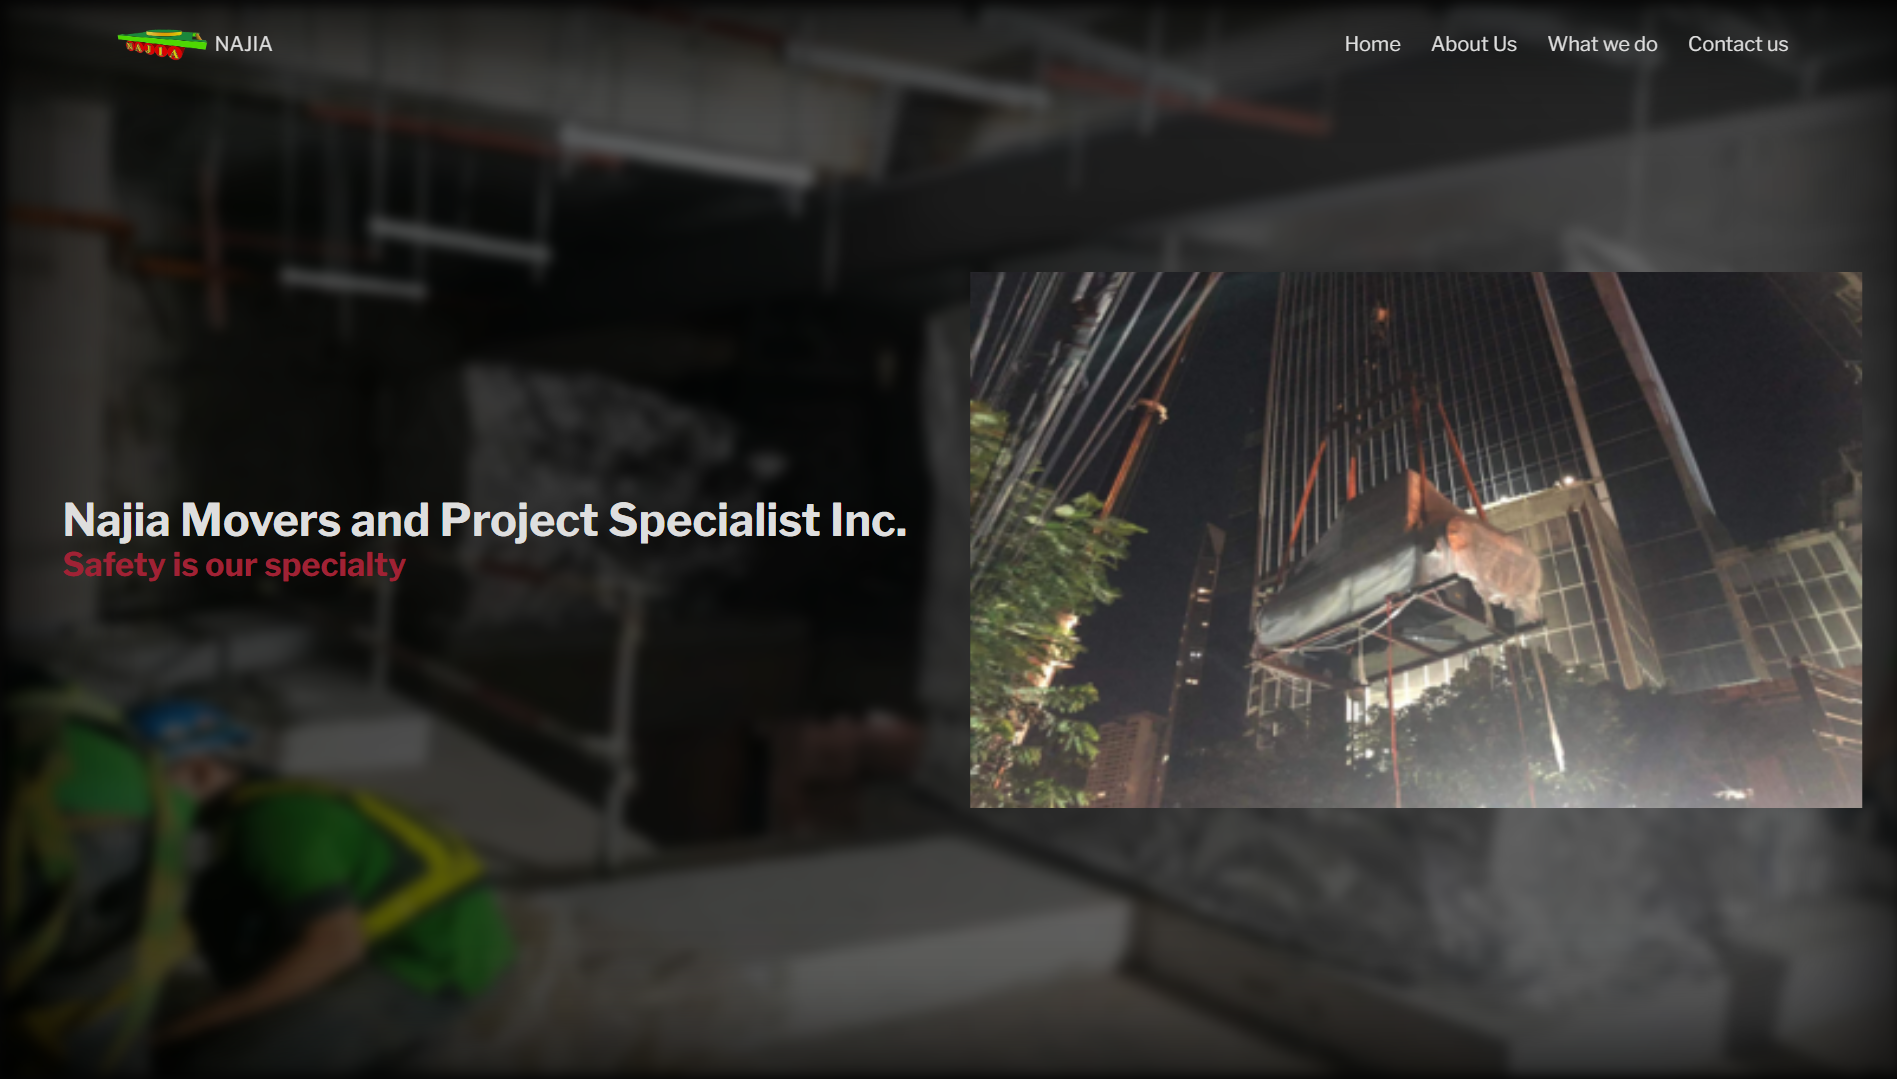 NAJIA
NAJIA
Home
About Us
What we do
Contact us
Najia Movers and Project Specialist Inc.
Safety is our specialty